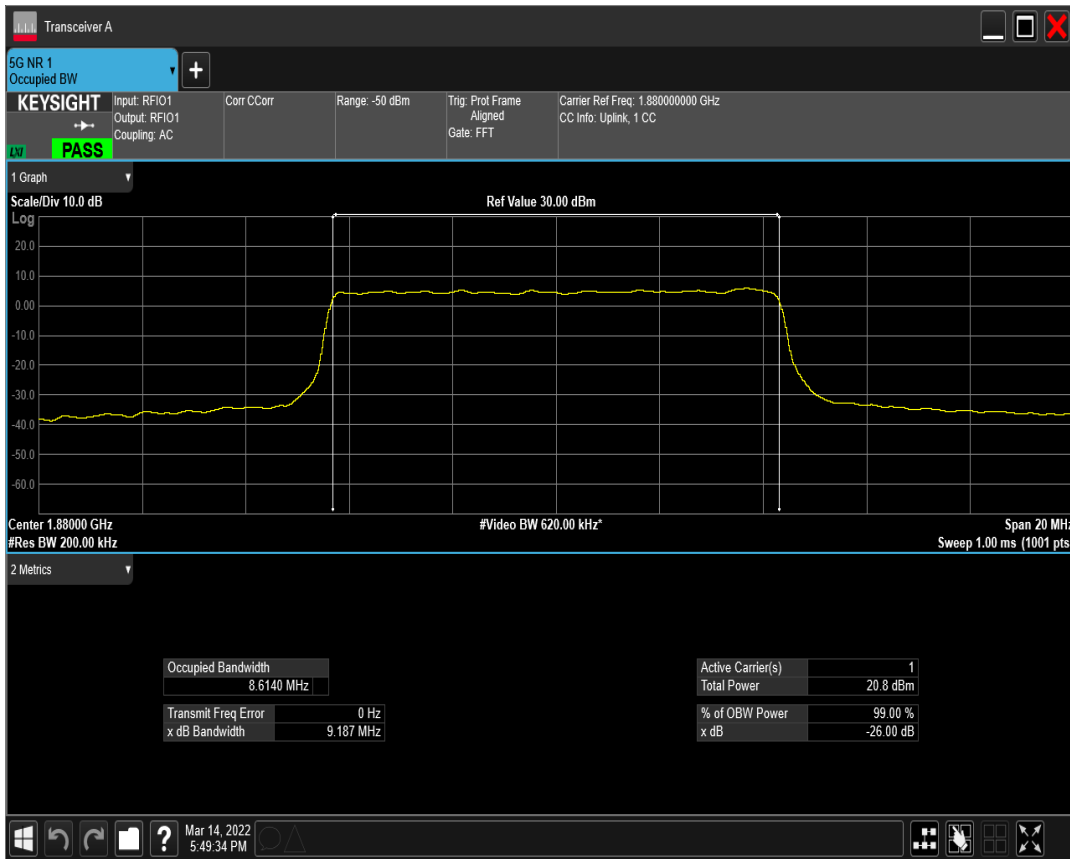 Transceiver A
5G NR 1
Occupied BW
KEYSIGHT
LXI
PASS
Input: RFIO1
Output: RFIO1
Coupling: AC
Corr CCorr
Range: -50 dBm
Trig: Prot Frame
Aligned
Gate: FFT
Carrier Ref Freq: 1.880000000 GHz
CC Info: Uplink, 1 CC
1 Graph
Scale/Div 10.0 dB
Ref Value 30.00 dBm
Log
20.0
10.0
0.00
-10.0
-20.0
-30.0
-40.0
-50.0
-60.0
Center 1.88000 GHz
#Video BW 620.00 kHz*
Span 20 MHz
#Res BW 200.00 kHz
Sweep 1.00 ms (1001 pts
2 Metrics
Occupied Bandwidth
8.6140 MHz
Transmit Freq Error 0 Hz
x dB Bandwidth 9.187 MHz
Active Carrier(s) 1
Total Power 20.8 dBm
% of OBW Power 99.00 %
x dB -26.00 dB
?
Mar 14, 2022
5:49:34 PM